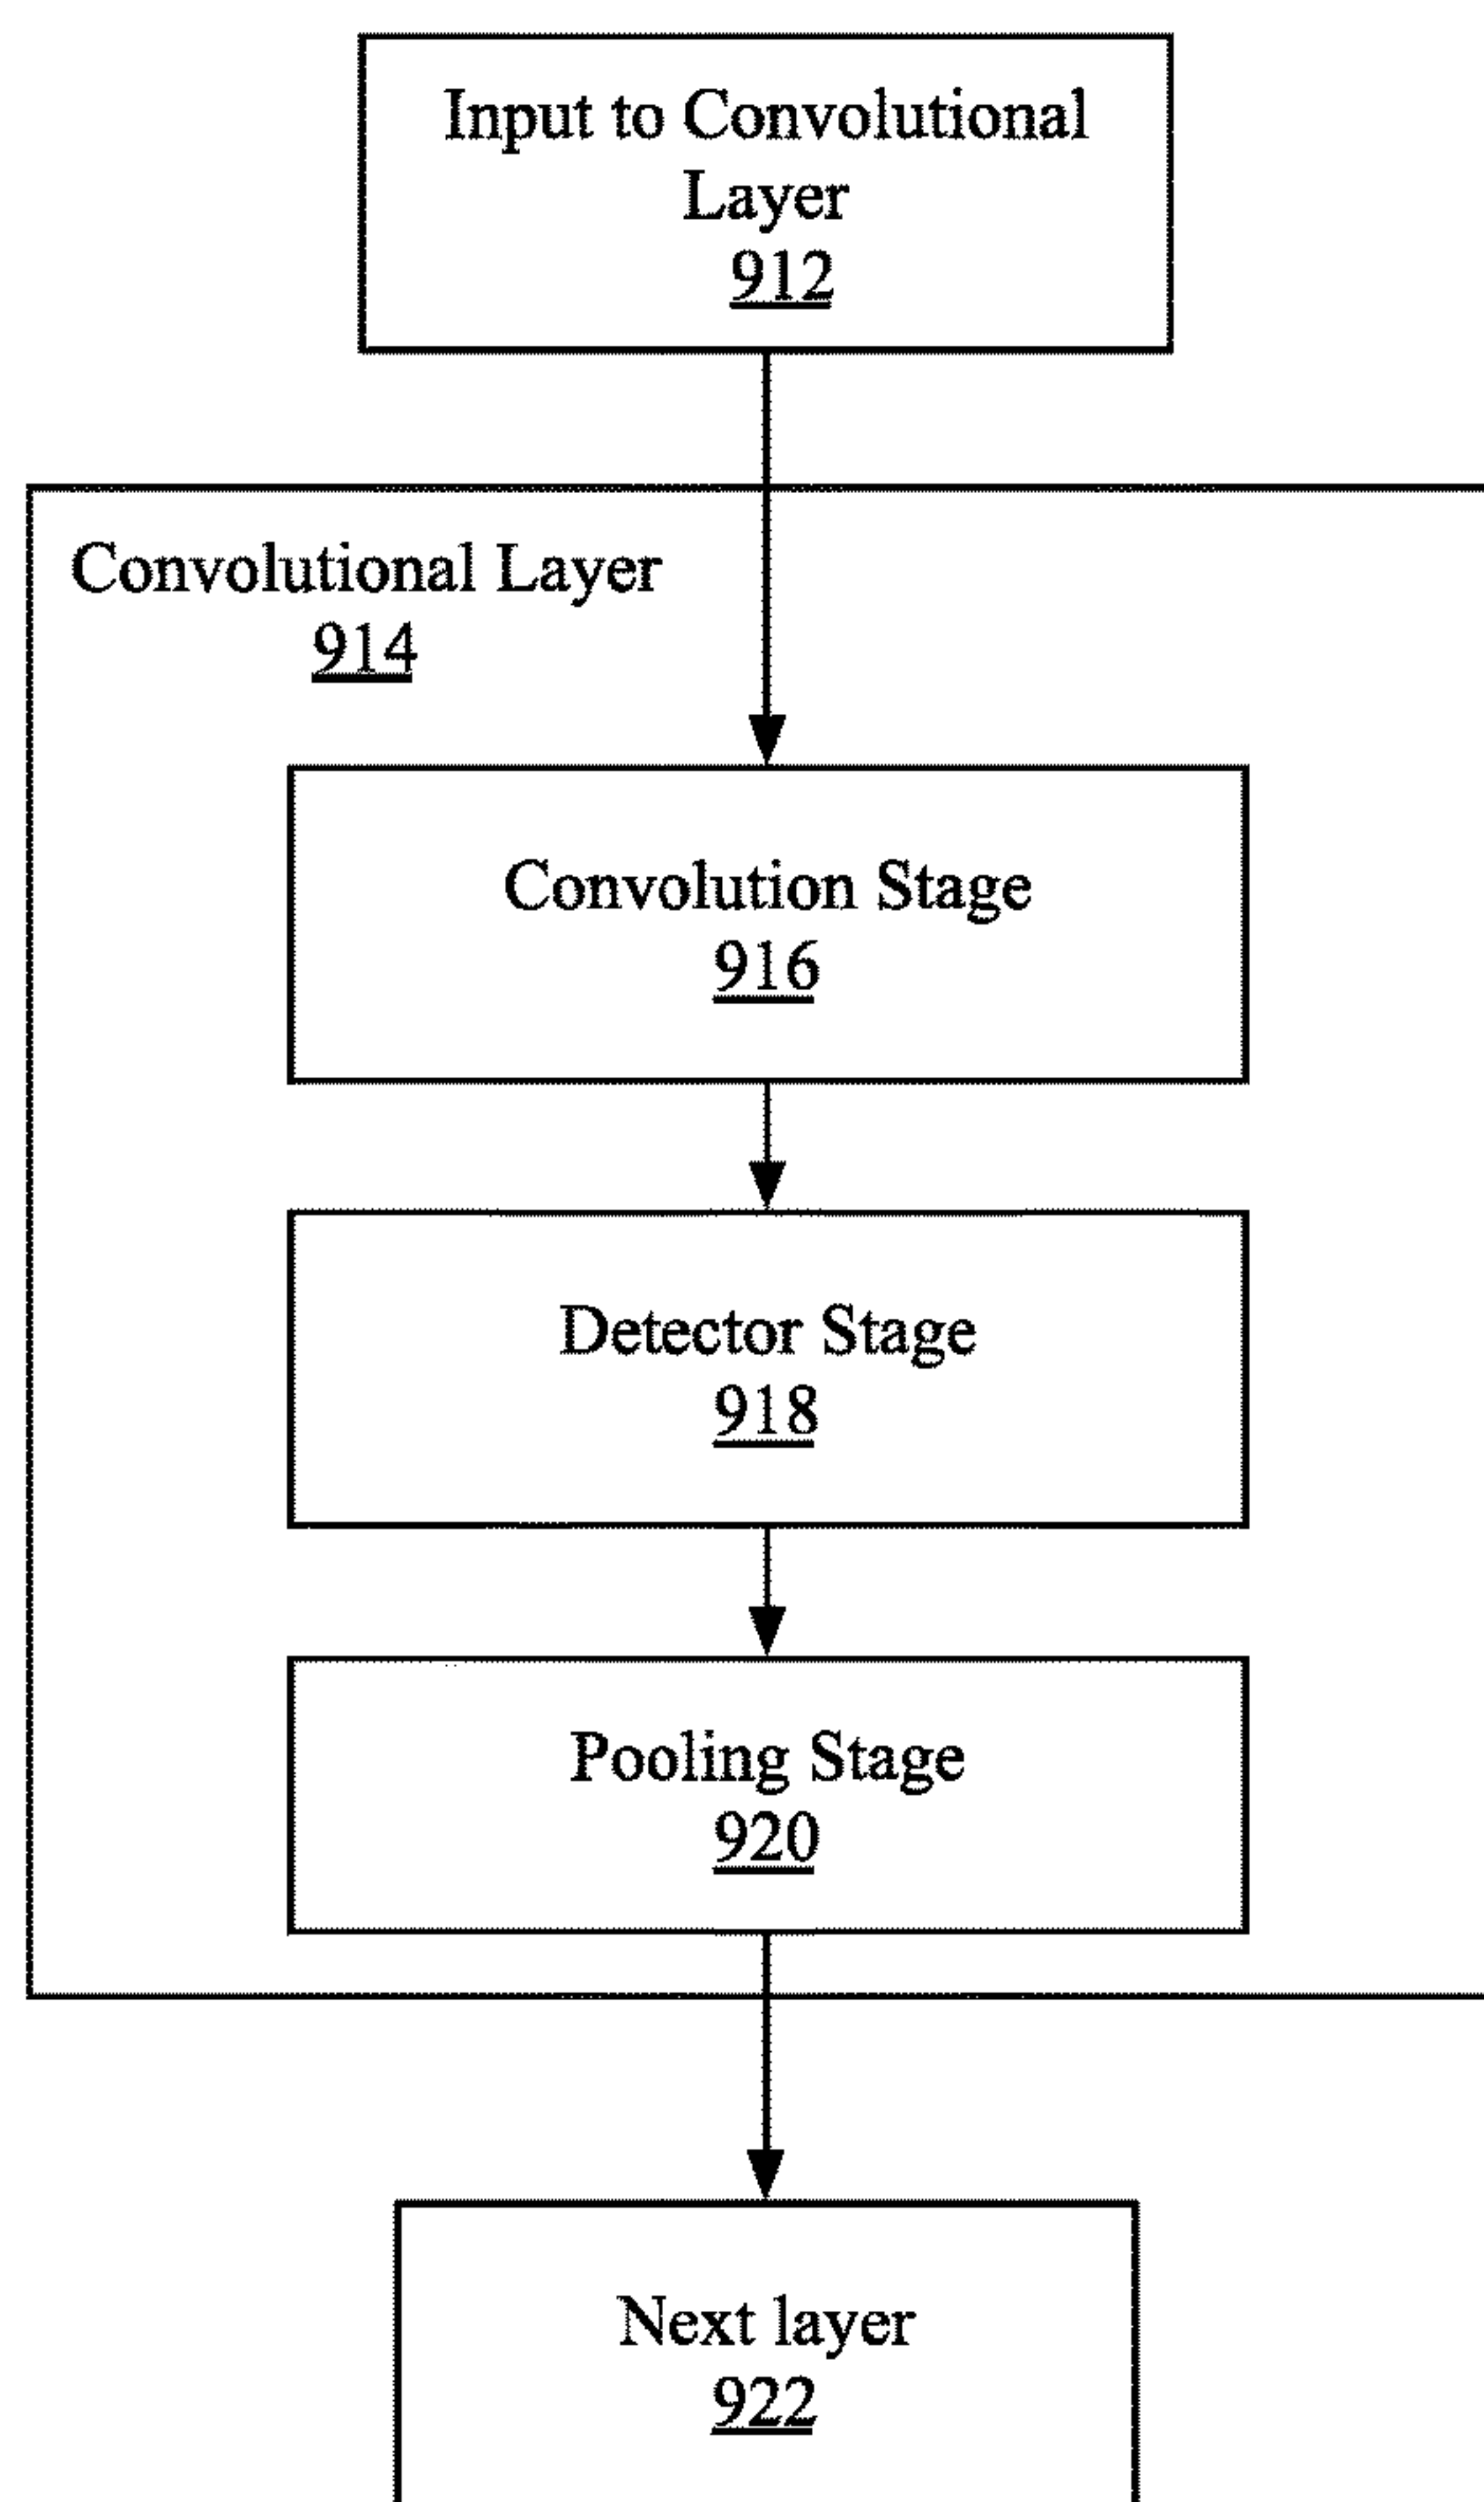 Input to Convolutional
Layer
912
Convolutional Layer
914
Convolution Stage
916
Detector Stage
918
Pooling Stage
920
Next layer
922